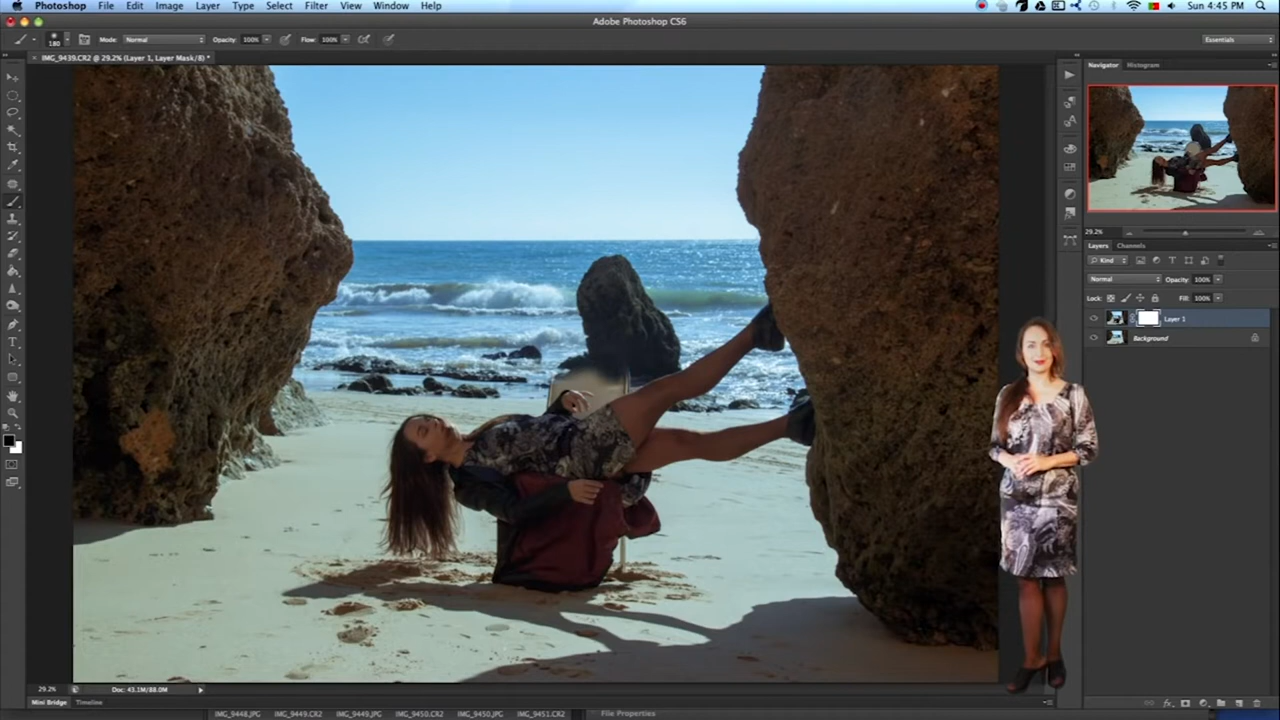 Photoshop File Edit Image Layer Type Select Filter View Window Help Sun 4:45 PM
Adobe Photoshop CS6
180 Mode: Normal Opacity: 100% Flow: 100% Essentials
× IMG_9439.CR2 @ 29.2% (Layer 1, Layer Mask/8) *
Navigator Histogram
29.2%
Layers Channels
Kind
Normal Opacity: 100%
Lock: Fill: 100%
Layer 1
Background
29.2% Doc: 43.1M/88.0M
Mini Bridge Timeline
IMG_9448.JPG IMG_9449.CR2 IMG_9449.JPG IMG_9450.CR2 IMG_9450.JPG IMG_9451.CR2 File Properties